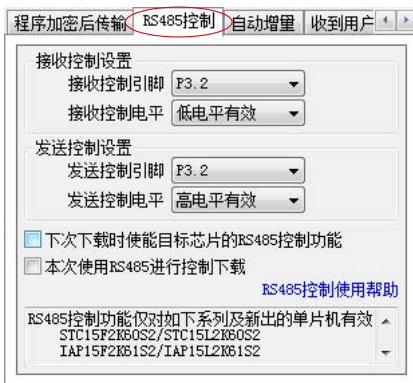 程序加密后传输 RS485控制 自动增量 收到用户
接收控制设置
接收控制引脚 P3.2
接收控制电平 低电平有效
发送控制设置
发送控制引脚 P3.2
发送控制电平 高电平有效
下次下载时使能目标芯片的RS485控制功能
本次使用RS485进行控制下载
RS485控制使用帮助
RS485控制功能仅对如下系列及新出的单片机有效
STC15F2K60S2/STC15L2K60S2
IAP15F2K61S2/IAP15L2K61S2